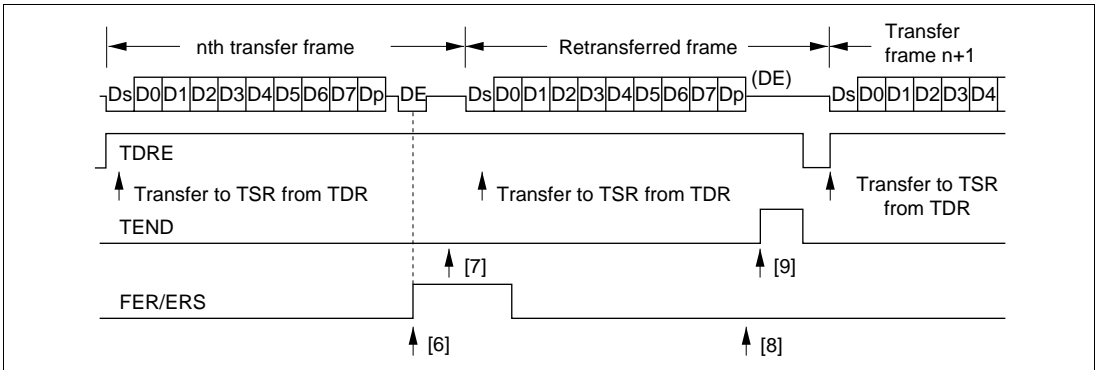 nth transfer frame
Retransferred frame
Transfer
frame n+1
Ds D0 D1 D2 D3 D4 D5 D6 D7 Dp DE Ds D0 D1 D2 D3 D4 D5 D6 D7 Dp (DE) Ds D0 D1 D2 D3 D4
TDRE
Transfer to TSR from TDR
Transfer to TSR from TDR
Transfer to TSR
from TDR
TEND
[7]
[9]
FER/ERS
[6]
[8]